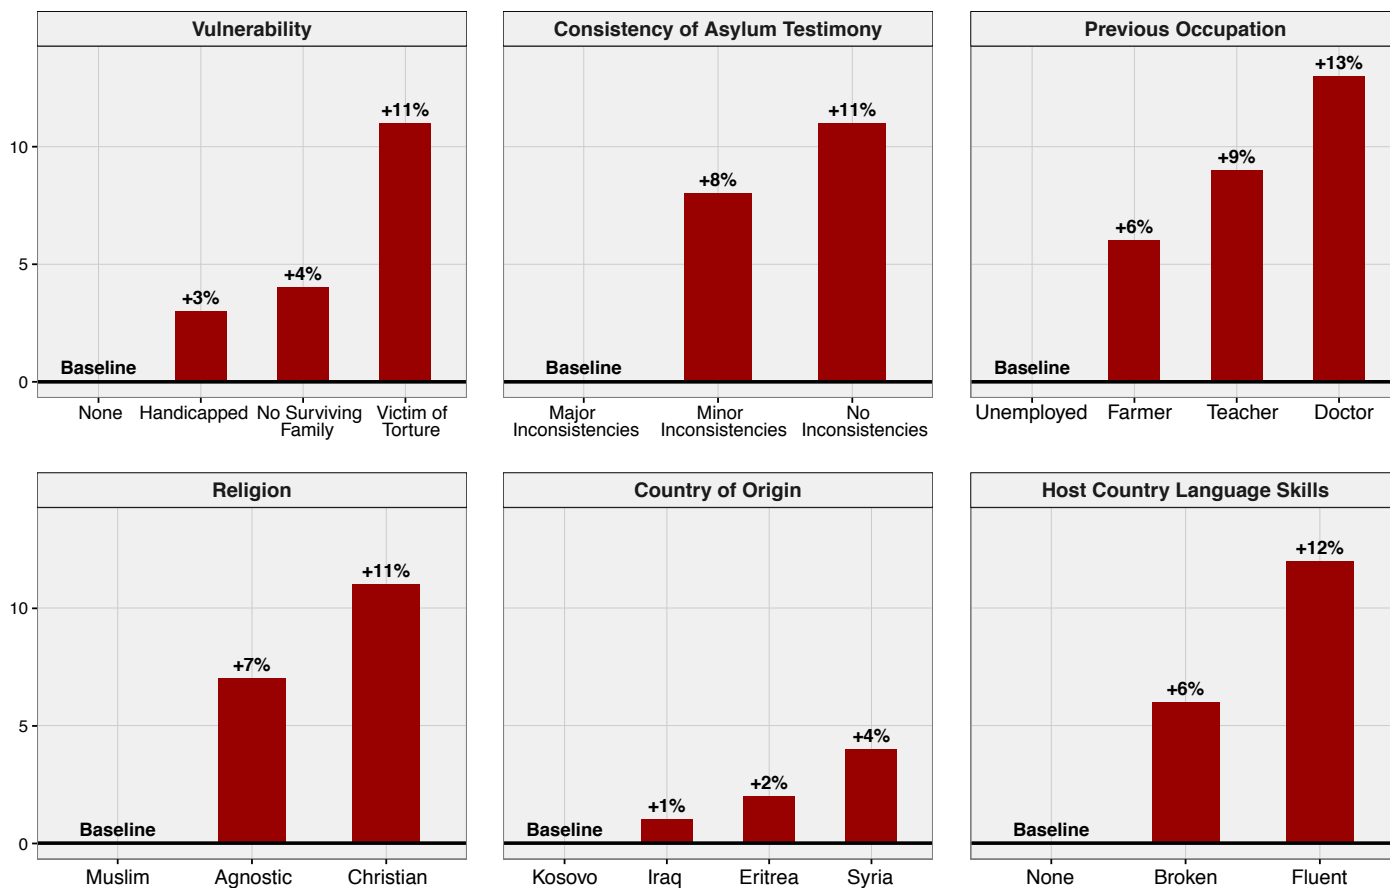 Vulnerability
+11%
10
5
+4%
+3%
Baseline
0
None
Handicapped
No Surviving
Family
Victim of
Torture
Consistency of Asylum Testimony
+11%
+8%
Baseline
Major
Inconsistencies
Minor
Inconsistencies
No
Inconsistencies
Previous Occupation
+13%
+9%
+6%
Baseline
Unemployed
Farmer
Teacher
Doctor
Religion
+11%
10
+7%
5
Baseline
0
Muslim
Agnostic
Christian
Country of Origin
+4%
+2%
+1%
Baseline
Kosovo
Iraq
Eritrea
Syria
Host Country Language Skills
+12%
+6%
Baseline
None
Broken
Fluent